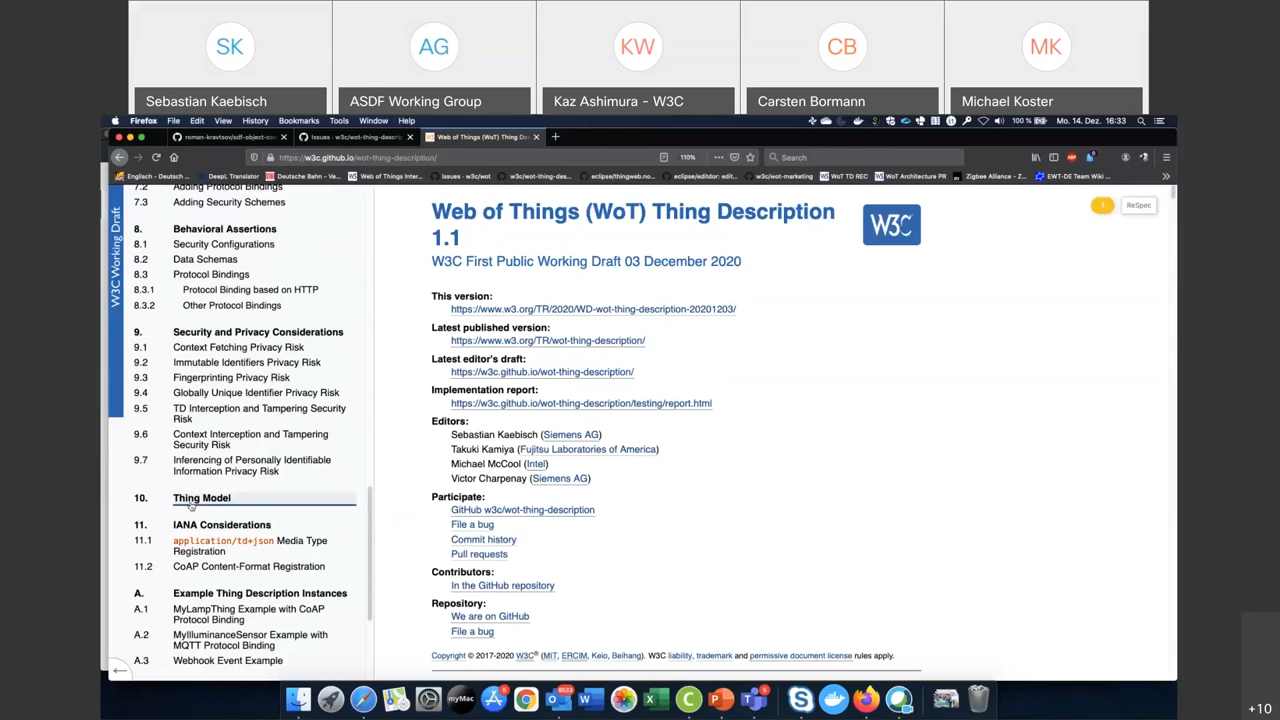 SK
AG
KW
CB
MK
Sebastian Kaebisch
ASDF Working Group
Kaz Ashimura - W3C
Carsten Bormann
Michael Koster
Firefox File Edit View History Bookmarks Tools Window Help
100 % Mo. 14. Dez. 16:33
roman-kravtsov/sdf-object-co
Issues · w3c/wot-thing-descri
Web of Things (WoT) Thing De
https://w3c.github.io/wot-thing-description/
110%
Search
Englisch - Deutsch ...
DeepL Translator
Deutsche Bahn - Ve...
Web of Things Inter...
Issues · w3c/wot
w3c/wot-thing-des...
eclipse/thingweb.no...
eclipse/editdor: edit...
w3c/wot-marketing
WoT TD REC
WoT Architecture PR
Zigbee Alliance - Z...
EWT-DE Team Wiki ...
W3C Working Draft
7.2 Adding Protocol Bindings
7.3 Adding Security Schemes
8. Behavioral Assertions
8.1 Security Configurations
8.2 Data Schemas
8.3 Protocol Bindings
8.3.1 Protocol Binding based on HTTP
8.3.2 Other Protocol Bindings
9. Security and Privacy Considerations
9.1 Context Fetching Privacy Risk
9.2 Immutable Identifiers Privacy Risk
9.3 Fingerprinting Privacy Risk
9.4 Globally Unique Identifier Privacy Risk
9.5 TD Interception and Tampering Security
Risk
9.6 Context Interception and Tampering
Security Risk
9.7 Inferencing of Personally Identifiable
Information Privacy Risk
10. Thing Model
11. IANA Considerations
11.1 application/td+json Media Type
Registration
11.2 CoAP Content-Format Registration
A. Example Thing Description Instances
A.1 MyLampThing Example with CoAP
Protocol Binding
A.2 MyIlluminanceSensor Example with
MQTT Protocol Binding
A.3 Webhook Event Example
Web of Things (WoT) Thing Description
1.1
W3C
1
ReSpec
W3C First Public Working Draft 03 December 2020
This version:
https://www.w3.org/TR/2020/WD-wot-thing-description-20201203/
Latest published version:
https://www.w3.org/TR/wot-thing-description/
Latest editor's draft:
https://w3c.github.io/wot-thing-description/
Implementation report:
https://w3c.github.io/wot-thing-description/testing/report.html
Editors:
Sebastian Kaebisch (Siemens AG)
Takuki Kamiya (Fujitsu Laboratories of America)
Michael McCool (Intel)
Victor Charpenay (Siemens AG)
Participate:
GitHub w3c/wot-thing-description
File a bug
Commit history
Pull requests
Contributors:
In the GitHub repository
Repository:
We are on GitHub
File a bug
Copyright © 2017-2020 W3C® (MIT, ERCIM, Keio, Beihang). W3C liability, trademark and permissive document license rules apply.
myMac
8533
+10